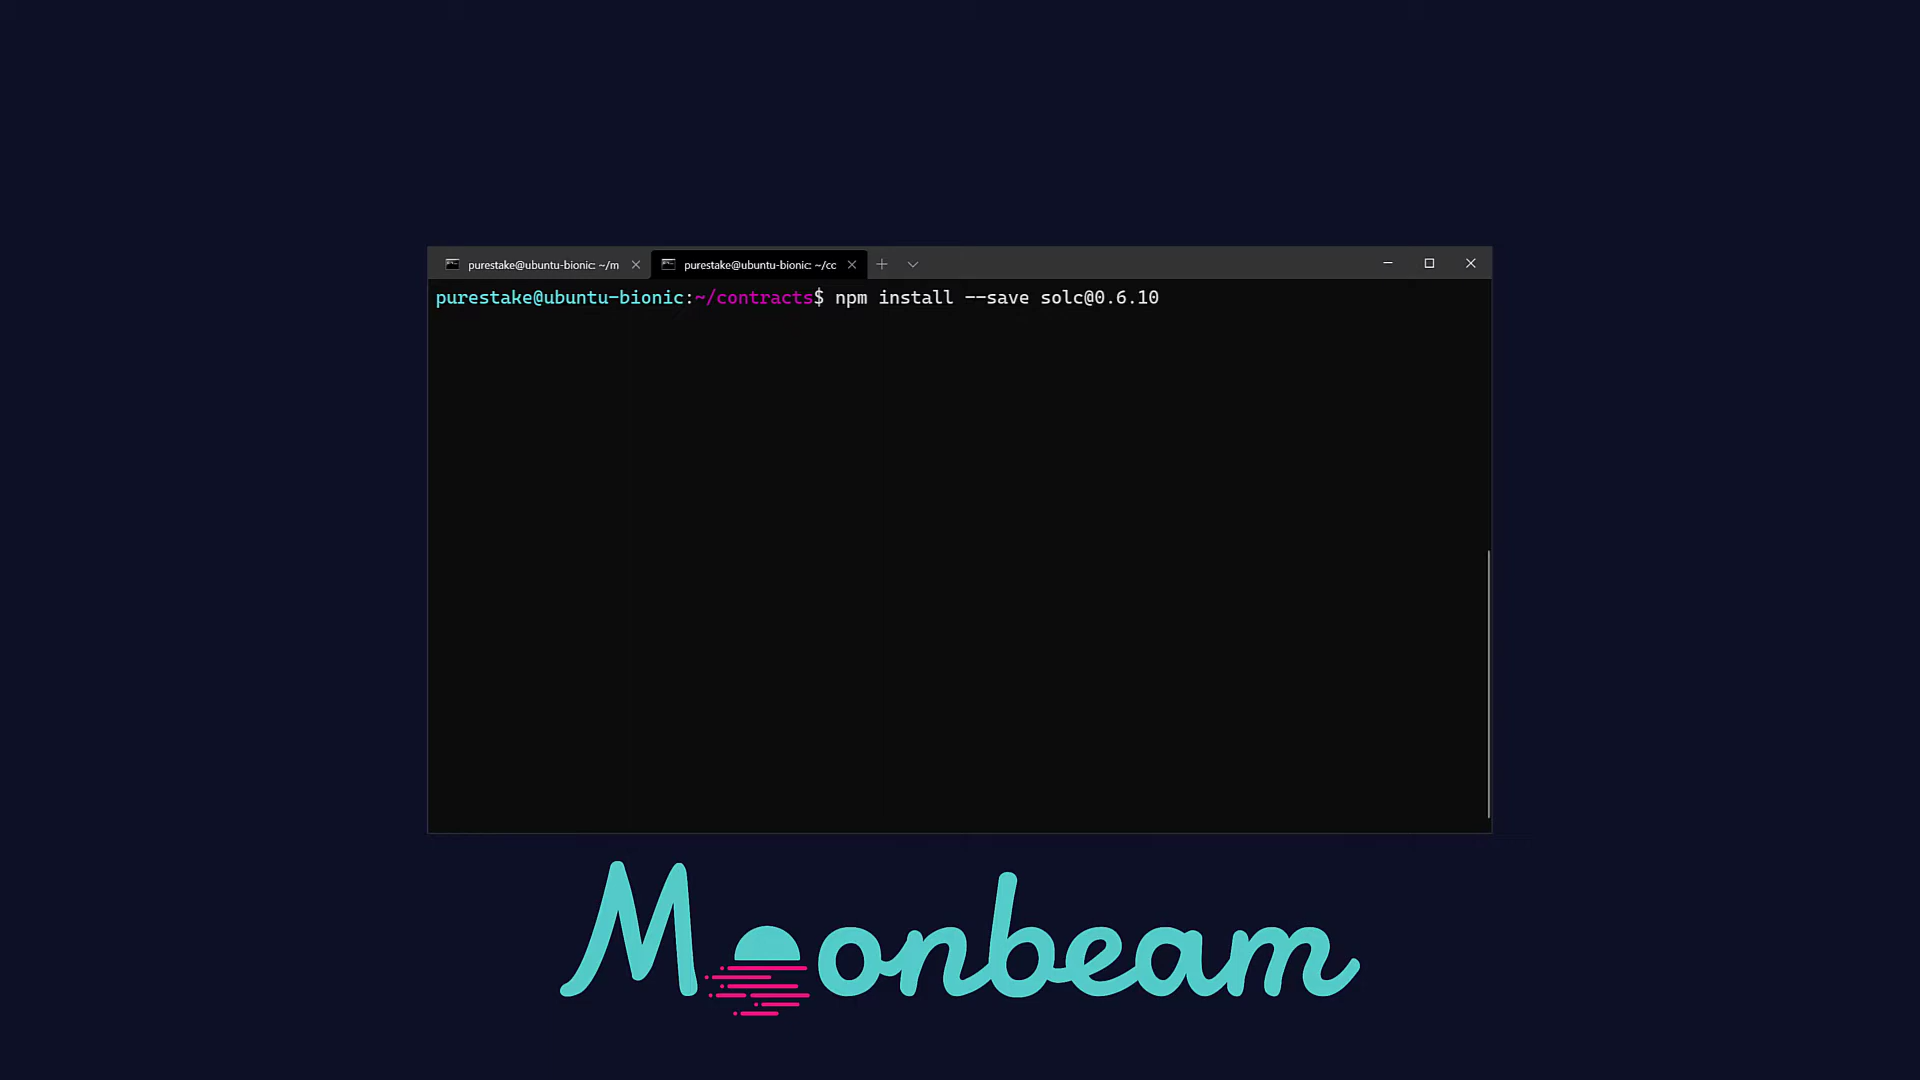 purestake@ubuntu-bionic: ~/m
purestake@ubuntu-bionic: ~/cc
purestake@ubuntu-bionic:~/contracts$ npm install --save solc@0.6.10
Moonbeam